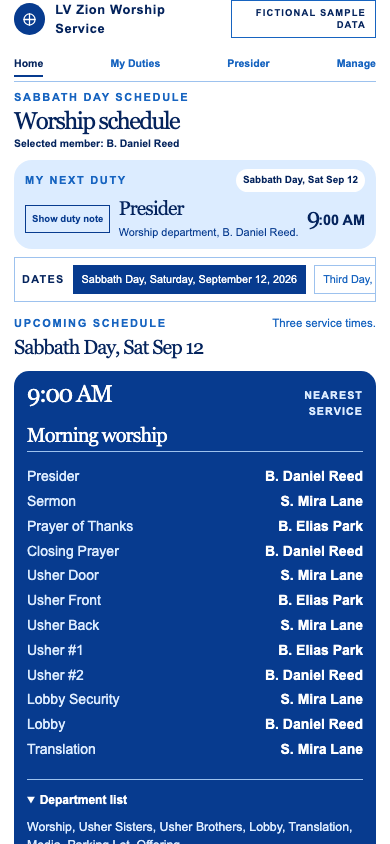 LV Zion Worship
Service
FICTIONAL SAMPLE
DATA
Home My Duties Presider Manage
SABBATH DAY SCHEDULE
Worship schedule
Selected member: B. Daniel Reed
MY NEXT DUTY Sabbath Day, Sat Sep 12
Show duty note
Presider
Worship department, B. Daniel Reed.
9:00 AM
DATES Sabbath Day, Saturday, September 12, 2026 Third Day,
UPCOMING SCHEDULE Three service times.
Sabbath Day, Sat Sep 12
9:00 AM
NEAREST
SERVICE
Morning worship
Presider B. Daniel Reed
Sermon S. Mira Lane
Prayer of Thanks B. Elias Park
Closing Prayer B. Daniel Reed
Usher Door S. Mira Lane
Usher Front B. Elias Park
Usher Back S. Mira Lane
Usher #1 B. Elias Park
Usher #2 B. Daniel Reed
Lobby Security S. Mira Lane
Lobby B. Daniel Reed
Translation S. Mira Lane
▼ Department list
Worship, Usher Sisters, Usher Brothers, Lobby, Translation,
Media, Parking Lot, Offering